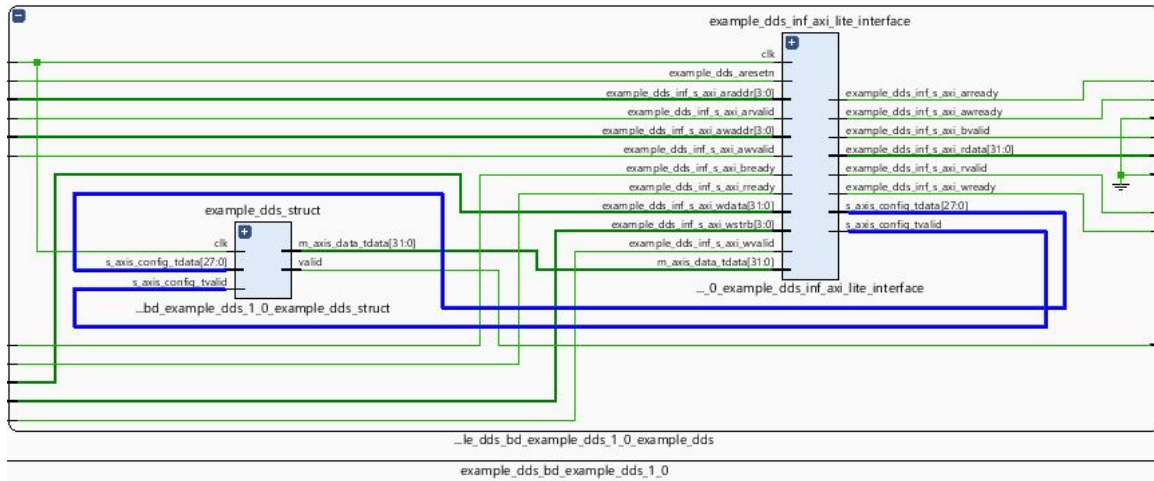 example_dds_inf_axi_lite_interface
clk
example_dds_aresetn
example_dds_inf_s_axi_araddr[3:0]
example_dds_inf_s_axi_arvalid
example_dds_inf_s_axi_awaddr[3:0]
example_dds_inf_s_axi_awvalid
example_dds_inf_s_axi_bready
example_dds_inf_s_axi_rready
example_dds_inf_s_axi_wdata[31:0]
example_dds_inf_s_axi_wstrb[3:0]
example_dds_inf_s_axi_wvalid
m_axis_data_tdata[31:0]
example_dds_inf_s_axi_arready
example_dds_inf_s_axi_awready
example_dds_inf_s_axi_bvalid
example_dds_inf_s_axi_rdata[31:0]
example_dds_inf_s_axi_rvalid
example_dds_inf_s_axi_wready
s_axis_config_tdata[27:0]
s_axis_config_tvalid
..._0_example_dds_inf_axi_lite_interface
example_dds_struct
clk
s_axis_config_tdata[27:0]
s_axis_config_tvalid
m_axis_data_tdata[31:0]
valid
...bd_example_dds_1_0_example_dds_struct
...le_dds_bd_example_dds_1_0_example_dds
example_dds_bd_example_dds_1_0